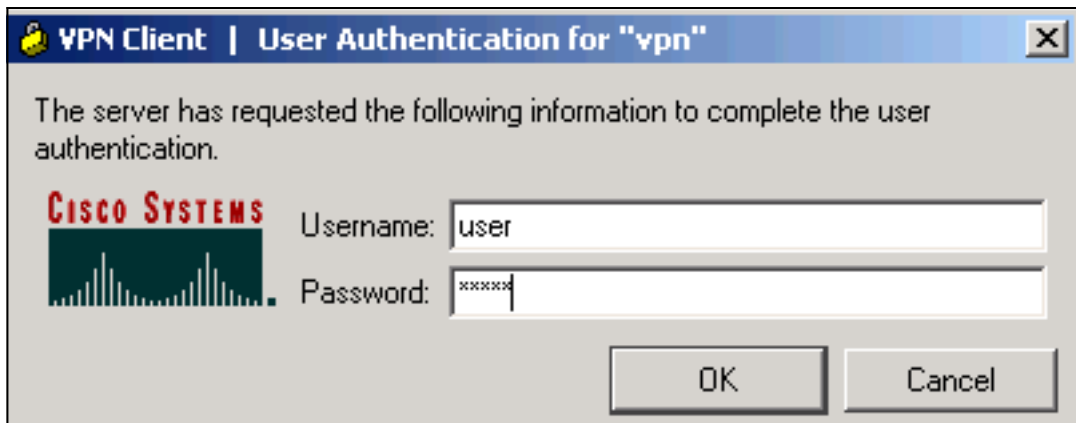 VPN Client | User Authentication for "vpn"
The server has requested the following information to complete the user
authentication.
CISCO SYSTEMS
Username: user
Password: *****
OK Cancel